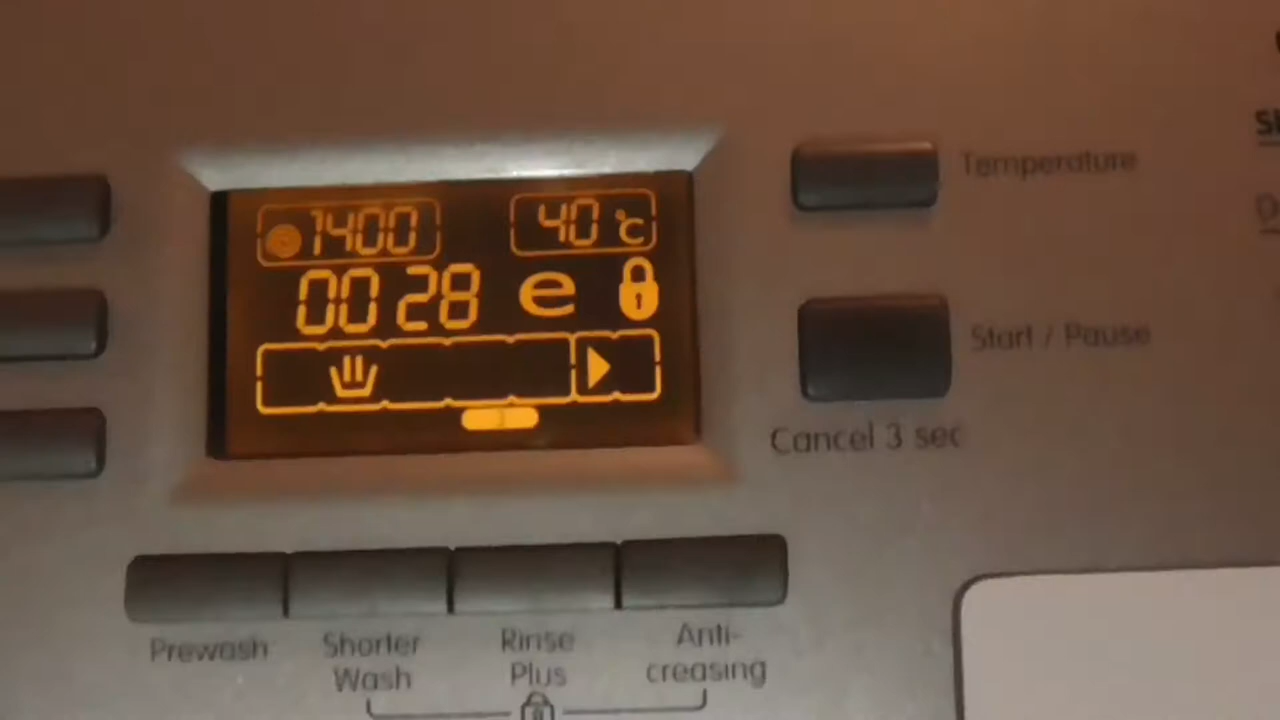 1400
40 °C
00 28 e
Temperature
Start / Pause
Cancel 3 sec
Prewash
Shorter
Wash
Rinse
Plus
Anti-
creasing